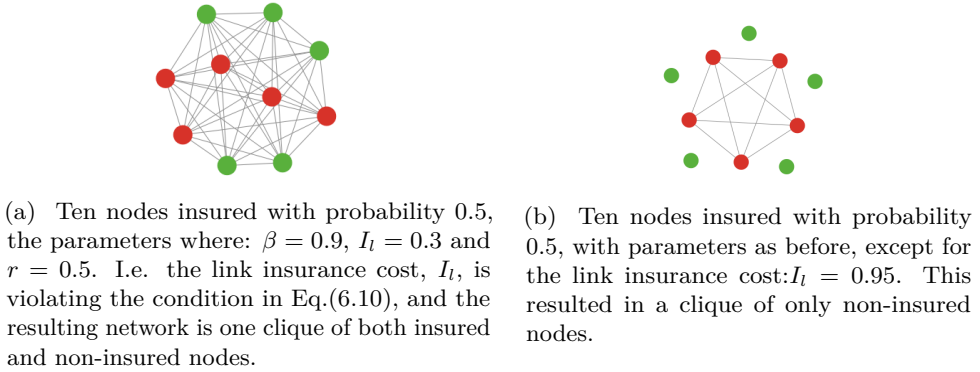 (a) Ten nodes insured with probability 0.5,
the parameters where: β = 0.9, I_l = 0.3 and
r = 0.5. I.e. the link insurance cost, I_l, is
violating the condition in Eq.(6.10), and the
resulting network is one clique of both insured
and non-insured nodes.
(b) Ten nodes insured with probability
0.5, with parameters as before, except for
the link insurance cost:I_l = 0.95. This
resulted in a clique of only non-insured
nodes.